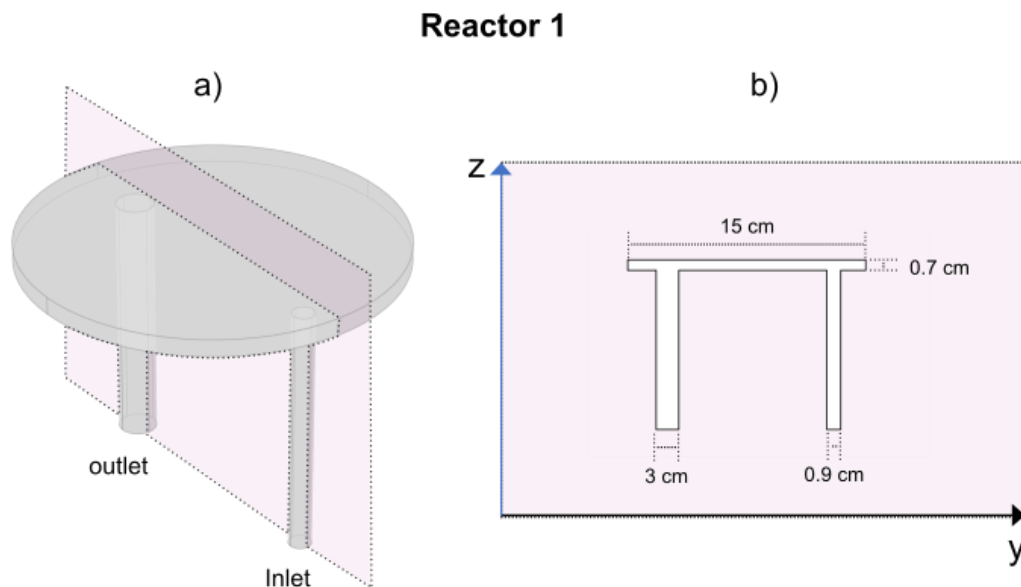 Reactor 1
a)
outlet
Inlet
b)
z
15 cm
0.7 cm
3 cm
0.9 cm
y